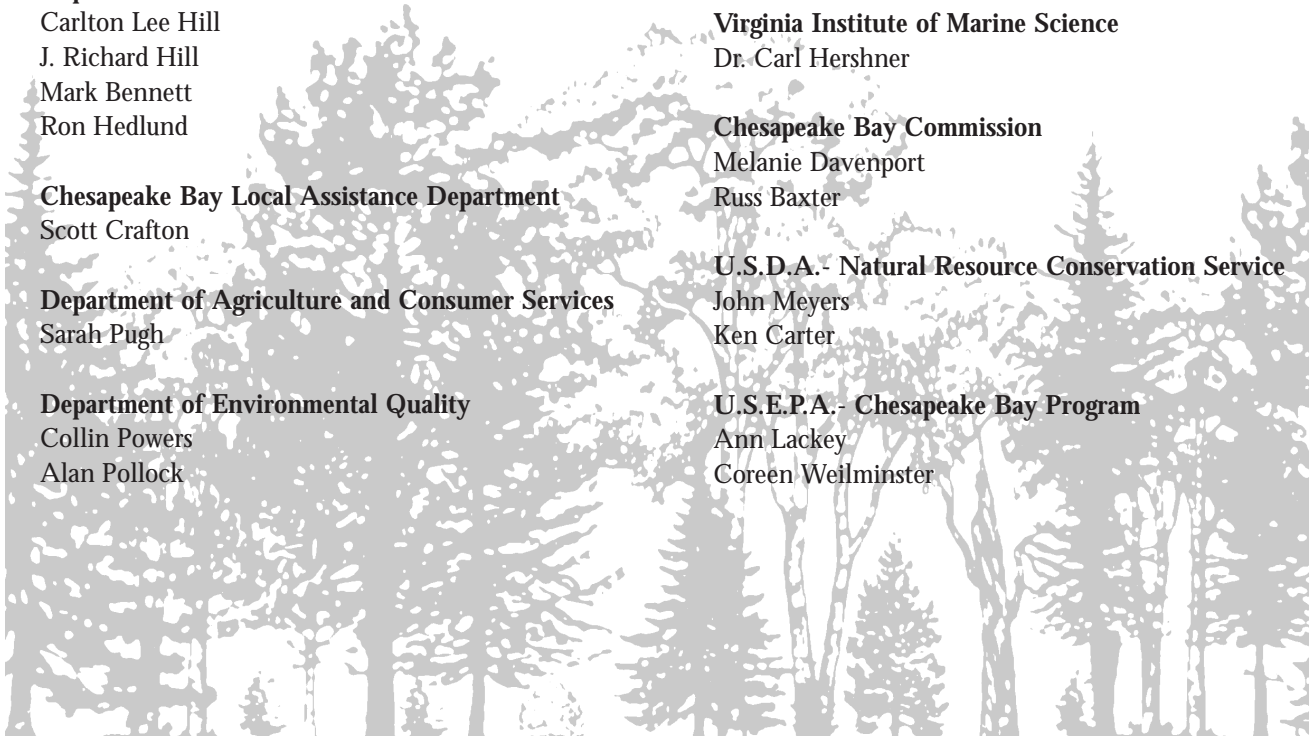 Carlton Lee Hill
J. Richard Hill
Mark Bennett
Ron Hedlund
Chesapeake Bay Local Assistance Department
Scott Crafton
Department of Agriculture and Consumer Services
Sarah Pugh
Department of Environmental Quality
Collin Powers
Alan Pollock
Virginia Institute of Marine Science
Dr. Carl Hershner
Chesapeake Bay Commission
Melanie Davenport
Russ Baxter
U.S.D.A.- Natural Resource Conservation Service
John Meyers
Ken Carter
U.S.E.P.A.- Chesapeake Bay Program
Ann Lackey
Coreen Weilminster